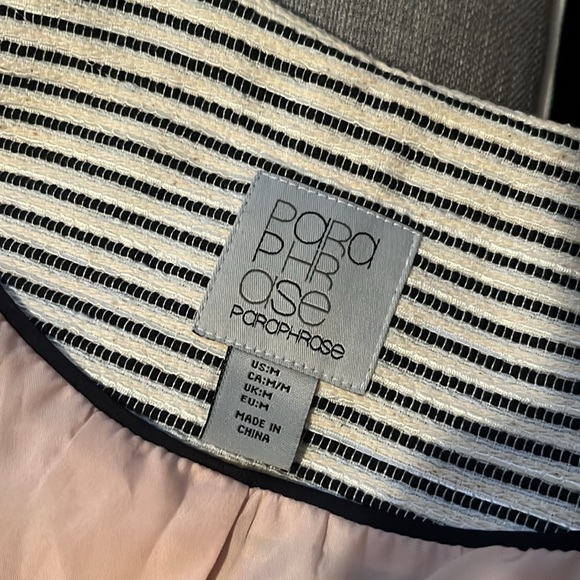 Para
PHR
ase
ParaPHRase
US:M
CA:M/M
UK:M
EU:M
MADE IN
CHINA